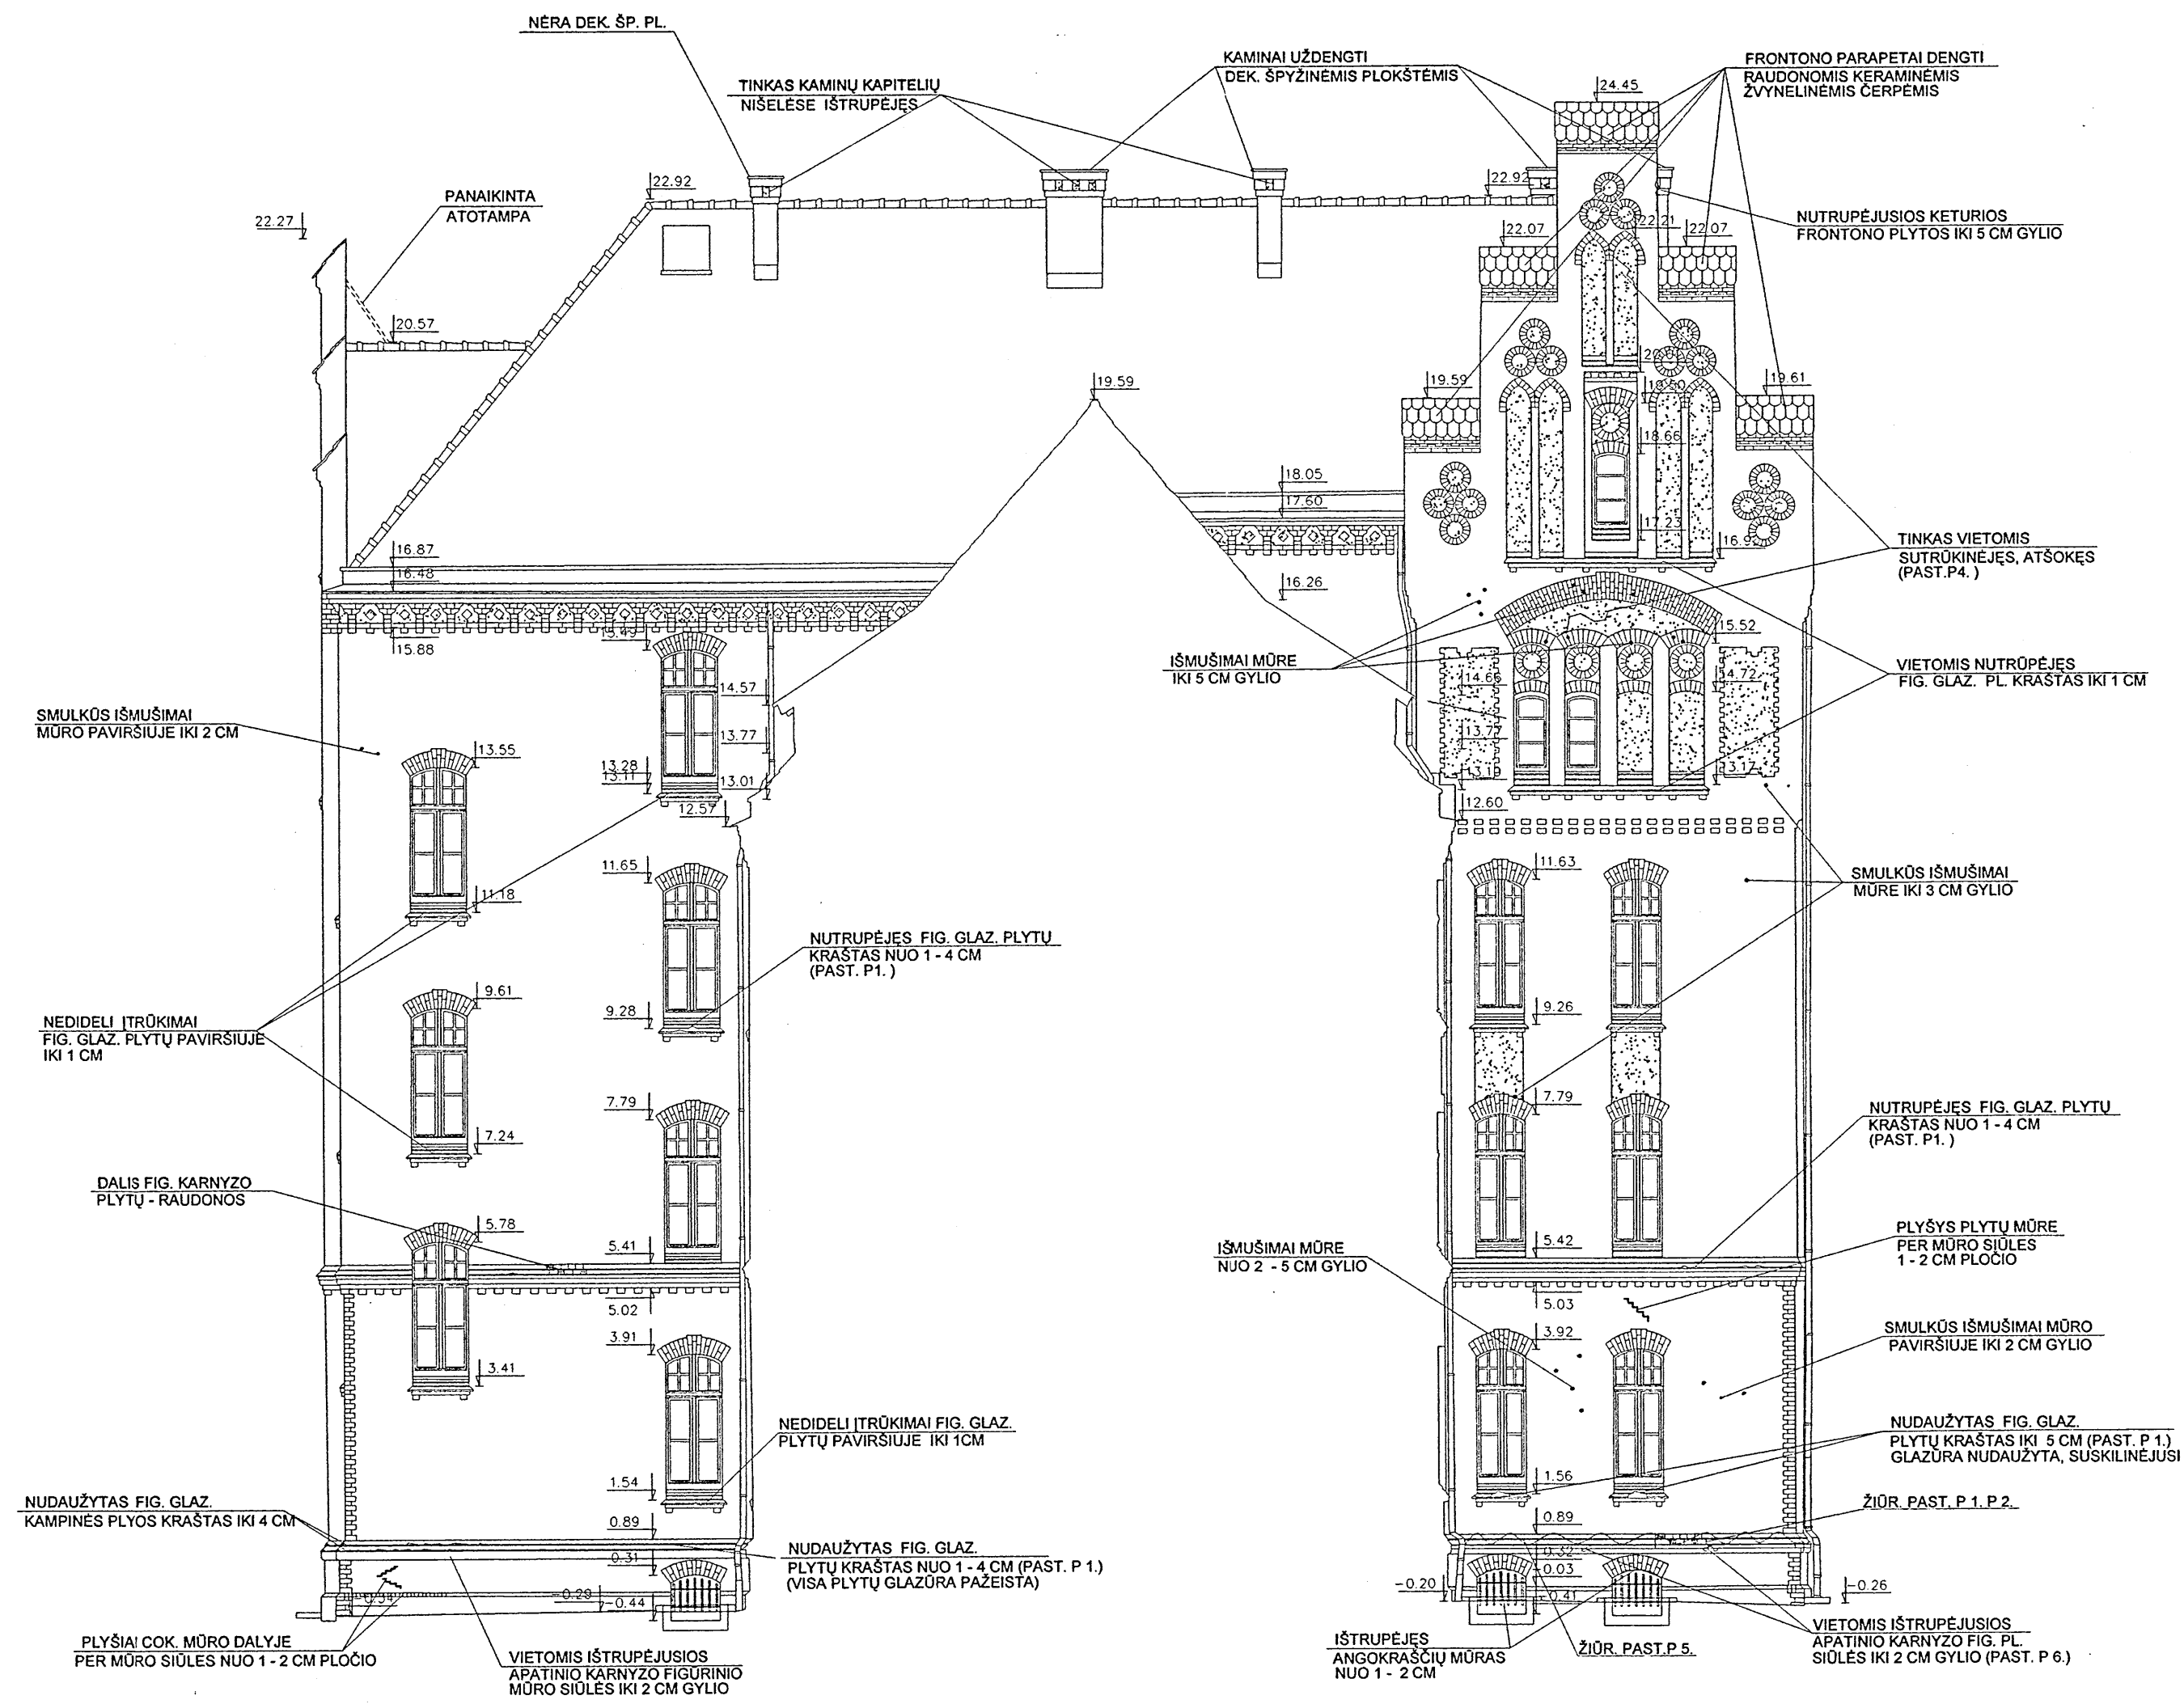 NĖRA DEK. ŠP. PL.
TINKAS KAMINŲ KAPITELIŲ
NIŠELĖSE IŠTRUPĖJĘS
KAMINAI UŽDENGTI
DEK. ŠPYŽINĖMIS PLOKŠTĖMIS
FRONTONO PARAPETAI DENGTI
RAUDONOMIS KERAMINĖMIS
ŽVYNELINĖMIS ČERPĖMIS
24.45
PANAIKINTA
ATOTAMPA
22.27
22.92
22.92
22.21
22.07
22.07
NUTRUPĖJUSIOS KETURIOS
FRONTONO PLYTOS IKI 5 CM GYLIO
20.57
19.59
19.59
19.61
18.66
18.05
17.60
17.23
16.87
16.48
16.26
TINKAS VIETOMIS
SUTRŪKINĖJĘS, ATŠOKĘS
(PAST.P4. )
15.88
15.49
15.52
IŠMUŠIMAI MŪRE
IKI 5 CM GYLIO
VIETOMIS NUTRŪPĖJĘS
FIG. GLAZ. PL. KRAŠTAS IKI 1 CM
14.57
14.66
14.72
SMULKŪS IŠMUŠIMAI
MŪRO PAVIRŠIUJE IKI 2 CM
13.55
13.77
13.77
13.28
13.11
13.01
13.19
13.17
12.57
12.60
11.65
11.63
11.18
SMULKŪS IŠMUŠIMAI
MŪRE IKI 3 CM GYLIO
NUTRUPĖJĘS FIG. GLAZ. PLYTŲ
KRAŠTAS NUO 1 - 4 CM
(PAST. P1. )
9.61
9.28
9.26
NEDIDELI ĮTRŪKIMAI
FIG. GLAZ. PLYTŲ PAVIRŠIUJE
IKI 1 CM
7.79
7.79
7.24
NUTRUPĖJĘS FIG. GLAZ. PLYTŲ
KRAŠTAS NUO 1 - 4 CM
(PAST. P1. )
DALIS FIG. KARNYZO
PLYTŲ - RAUDONOS
5.78
5.41
5.42
IŠMUŠIMAI MŪRE
NUO 2 - 5 CM GYLIO
PLYŠYS PLYTŲ MŪRE
PER MŪRO SIŪLES
1 - 2 CM PLOČIO
5.02
5.03
3.91
3.92
3.41
SMULKŪS IŠMUŠIMAI MŪRO
PAVIRŠIUJE IKI 2 CM GYLIO
NEDIDELI ĮTRŪKIMAI FIG. GLAZ.
PLYTŲ PAVIRŠIUJE IKI 1CM
NUDAUŽYTAS FIG. GLAZ.
PLYTŲ KRAŠTAS IKI 5 CM (PAST. P 1.)
GLAZŪRA NUDAUŽYTA, SUSKILINĖJUSI
1.54
1.56
NUDAUŽYTAS FIG. GLAZ.
KAMPINĖS PLYOS KRAŠTAS IKI 4 CM
ŽIŪR. PAST. P 1. P 2.
0.89
0.89
NUDAUŽYTAS FIG. GLAZ.
PLYTŲ KRAŠTAS NUO 1 - 4 CM (PAST. P 1.)
(VISA PLYTŲ GLAZŪRA PAŽEISTA)
0.31
0.32
-0.03
-0.20
-0.26
-0.29
-0.34
-0.44
-0.41
PLYŠIAI COK. MŪRO DALYJE
PER MŪRO SIŪLES NUO 1 - 2 CM PLOČIO
VIETOMIS IŠTRUPĖJUSIOS
APATINIO KARNYZO FIGŪRINIO
MŪRO SIŪLĖS IKI 2 CM GYLIO
IŠTRUPĖJĘS
ANGOKRAŠČIŲ MŪRAS
NUO 1 - 2 CM
ŽIŪR. PAST.P 5.
VIETOMIS IŠTRUPĖJUSIOS
APATINIO KARNYZO FIG. PL.
SIŪLĖS IKI 2 CM GYLIO (PAST. P 6.)